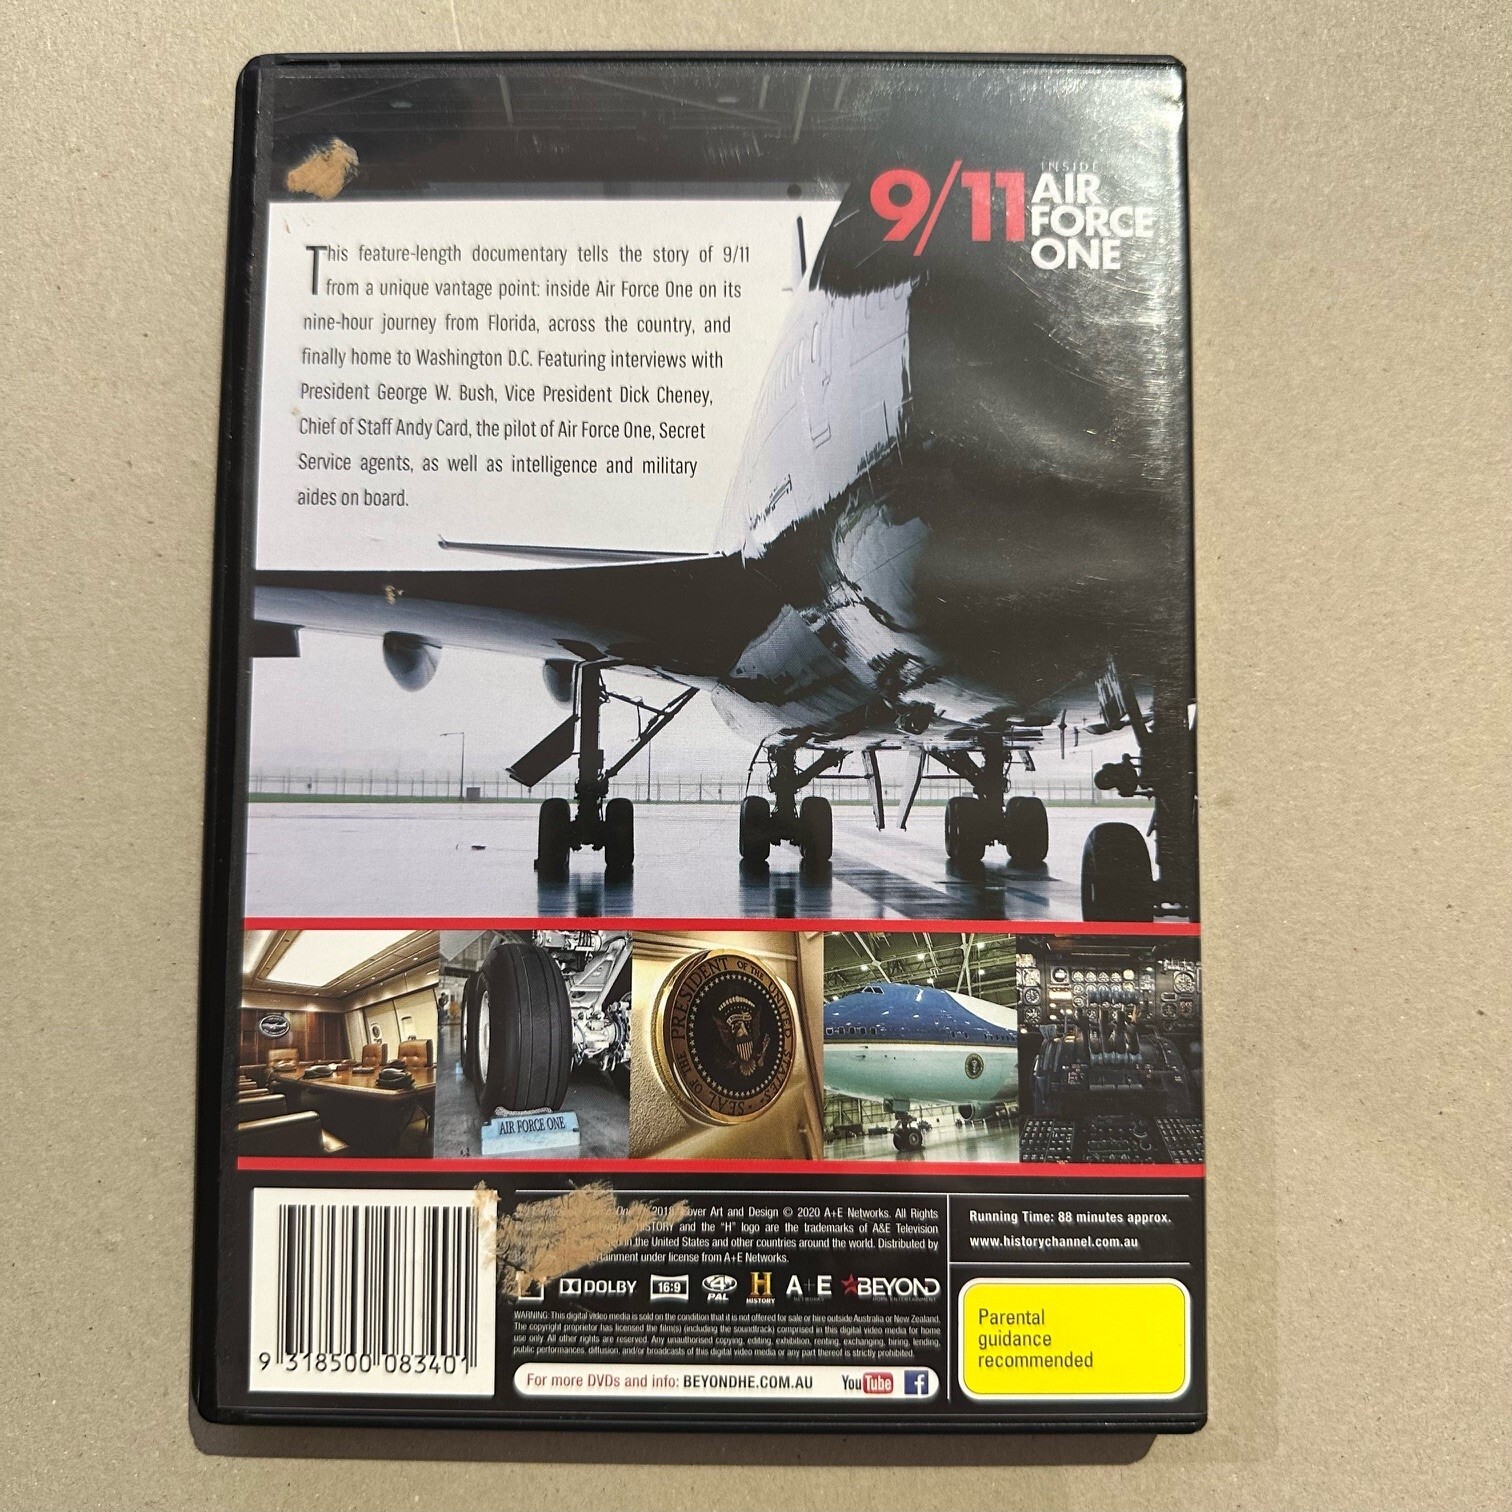 INSIDE
9/11 AIR
FORCE
ONE
This feature-length documentary tells the story of 9/11
from a unique vantage point: inside Air Force One on its
nine-hour journey from Florida, across the country, and
finally home to Washington D.C. Featuring interviews with
President George W. Bush, Vice President Dick Cheney,
Chief of Staff Andy Card, the pilot of Air Force One, Secret
Service agents, as well as intelligence and military
aides on board.
AIR FORCE ONE
SEAL OF THE PRESIDENT OF THE UNITED STATES
One 2018 Cover Art and Design © 2020 A+E Networks. All Rights
HISTORY and the "H" logo are the trademarks of A&E Television
in the United States and other countries around the world. Distributed by
under license from A+E Networks.
DOLBY 16:9 4 PAL H HISTORY A+E NETWORKS BEYOND HOME ENTERTAINMENT
WARNING: This digital video media is sold on the condition that it is not offered for sale or hire outside Australia or New Zealand.
The copyright proprietor has licensed the film(s) (including the soundtrack) comprised in this digital video media for home
use only. All other rights are reserved. Any unauthorised copying, editing, exhibition, renting, exchanging, hiring, lending,
public performances, diffusion, and/or broadcasts of this digital video media or any part thereof is strictly prohibited.
For more DVDs and info: BEYONDHE.COM.AU YouTube f
Running Time: 88 minutes approx.
www.historychannel.com.au
Parental
guidance
recommended
9 318500 083401